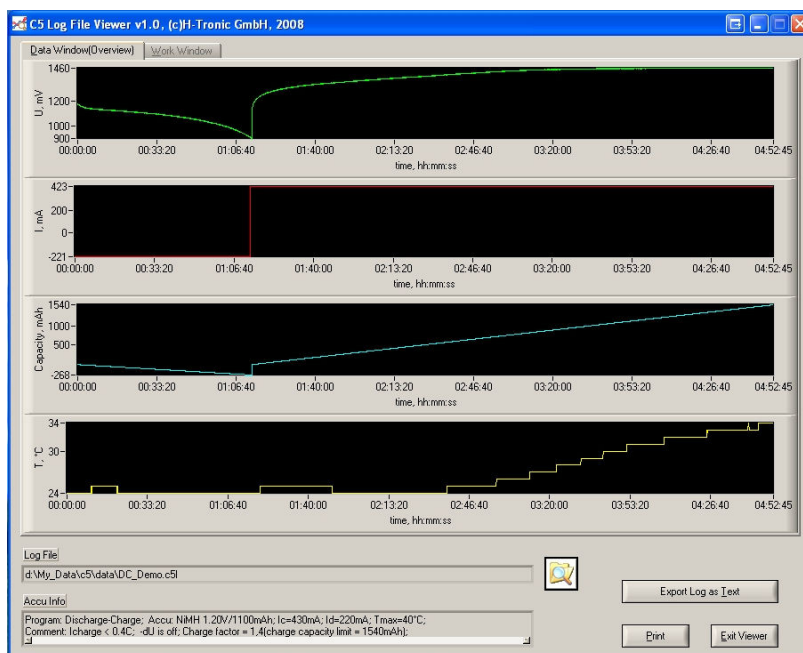 C5 Log File Viewer v1.0, (c)H-Tronic GmbH, 2008
Data Window(Overview) Work Window
1460
1200
1000
900
U, mV
00:00:00 00:33:20 01:06:40 01:40:00 02:13:20 02:46:40 03:20:00 03:53:20 04:26:40 04:52:45
time, hh:mm:ss
423
200
0
-221
I, mA
00:00:00 00:33:20 01:06:40 01:40:00 02:13:20 02:46:40 03:20:00 03:53:20 04:26:40 04:52:45
time, hh:mm:ss
1540
1000
500
-268
Capacity, mAh
00:00:00 00:33:20 01:06:40 01:40:00 02:13:20 02:46:40 03:20:00 03:53:20 04:26:40 04:52:45
time, hh:mm:ss
34
30
24
T, °C
00:00:00 00:33:20 01:06:40 01:40:00 02:13:20 02:46:40 03:20:00 03:53:20 04:26:40 04:52:45
time, hh:mm:ss
Log File
d:\My_Data\c5\data\DC_Demo.c5l
Export Log as Text
Accu Info
Program: Discharge-Charge; Accu: NiMH 1.20V/1100mAh; Ic=430mA; Id=220mA; Tmax=40°C;
Comment: Icharge < 0.4C; -dU is off; Charge factor = 1,4(charge capacity limit = 1540mAh);
Print Exit Viewer